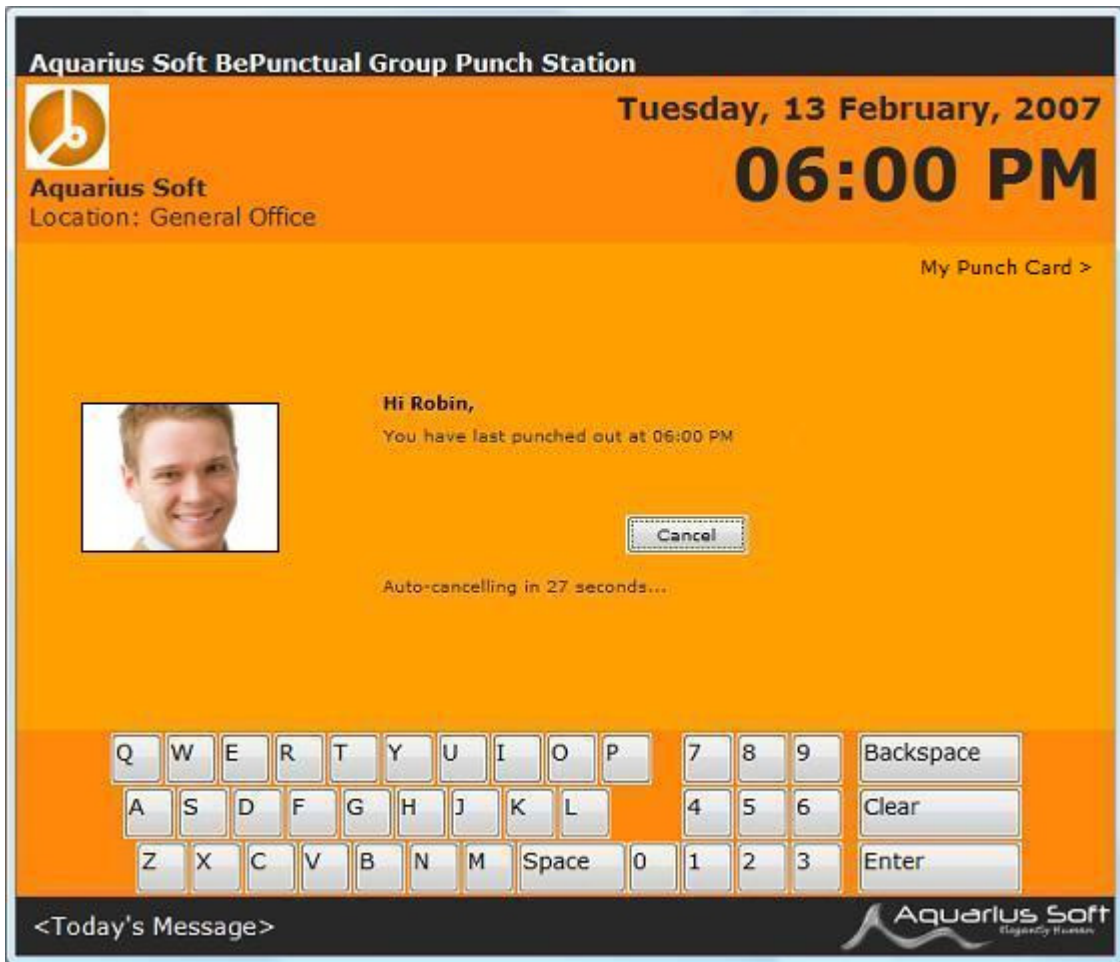 Aquarius Soft BePunctual Group Punch Station
Tuesday, 13 February, 2007
06:00 PM
Aquarius Soft
Location: General Office
My Punch Card >
Hi Robin,
You have last punched out at 06:00 PM
Cancel
Auto-cancelling in 27 seconds...
Q W E R T Y U I O P 7 8 9 Backspace
A S D F G H J K L 4 5 6 Clear
Z X C V B N M Space 0 1 2 3 Enter
<Today's Message>
Aquarius Soft
Elegantly Human